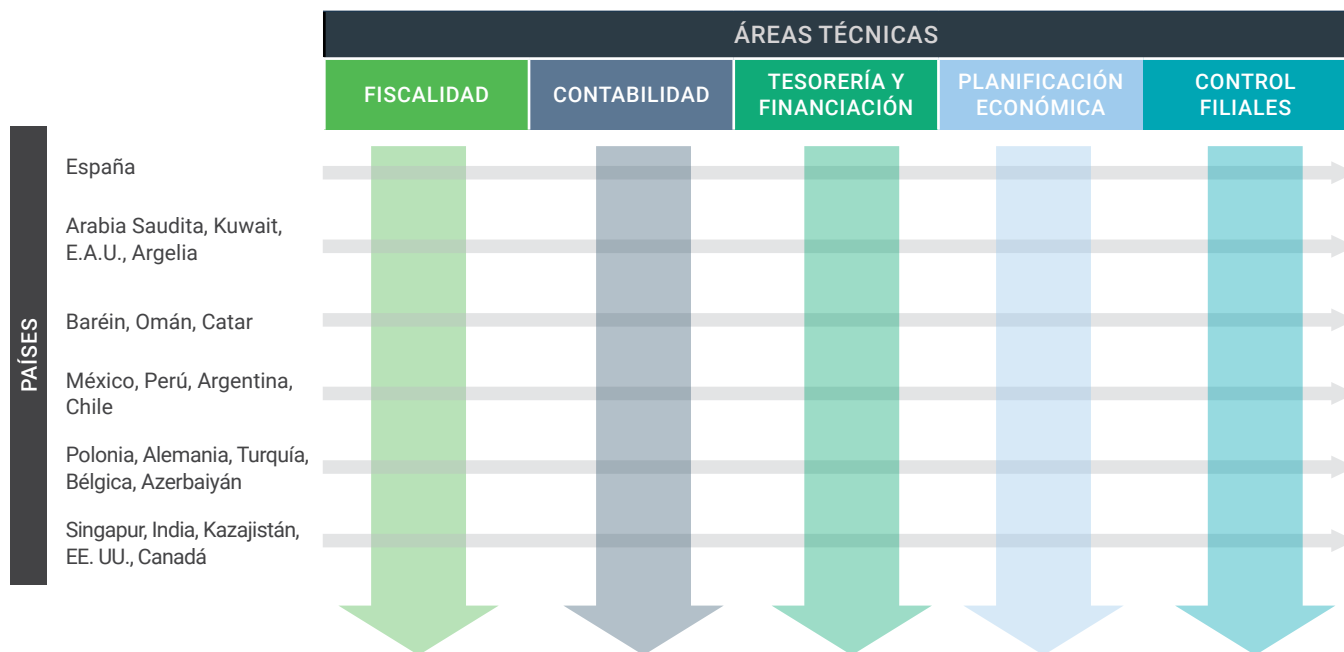 ÁREAS TÉCNICAS
FISCALIDAD
CONTABILIDAD
TESORERÍA Y
FINANCIACIÓN
PLANIFICACIÓN
ECONÓMICA
CONTROL
FILIALES
PAÍSES
España
Arabia Saudita, Kuwait,
E.A.U., Argelia
Baréin, Omán, Catar
México, Perú, Argentina,
Chile
Polonia, Alemania, Turquía,
Bélgica, Azerbaiyán
Singapur, India, Kazajistán,
EE. UU., Canadá